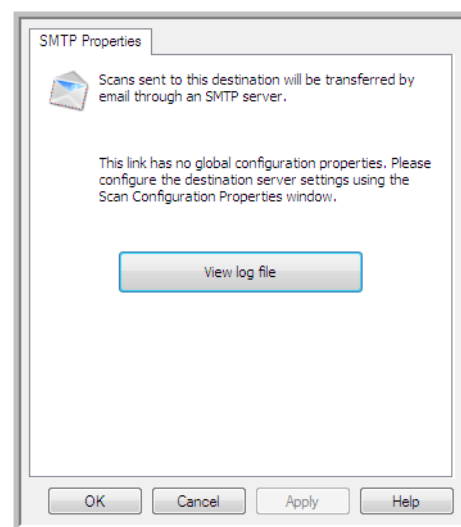 SMTP Properties
Scans sent to this destination will be transferred by
email through an SMTP server.
This link has no global configuration properties. Please
configure the destination server settings using the
Scan Configuration Properties window.
View log file
OK Cancel Apply Help